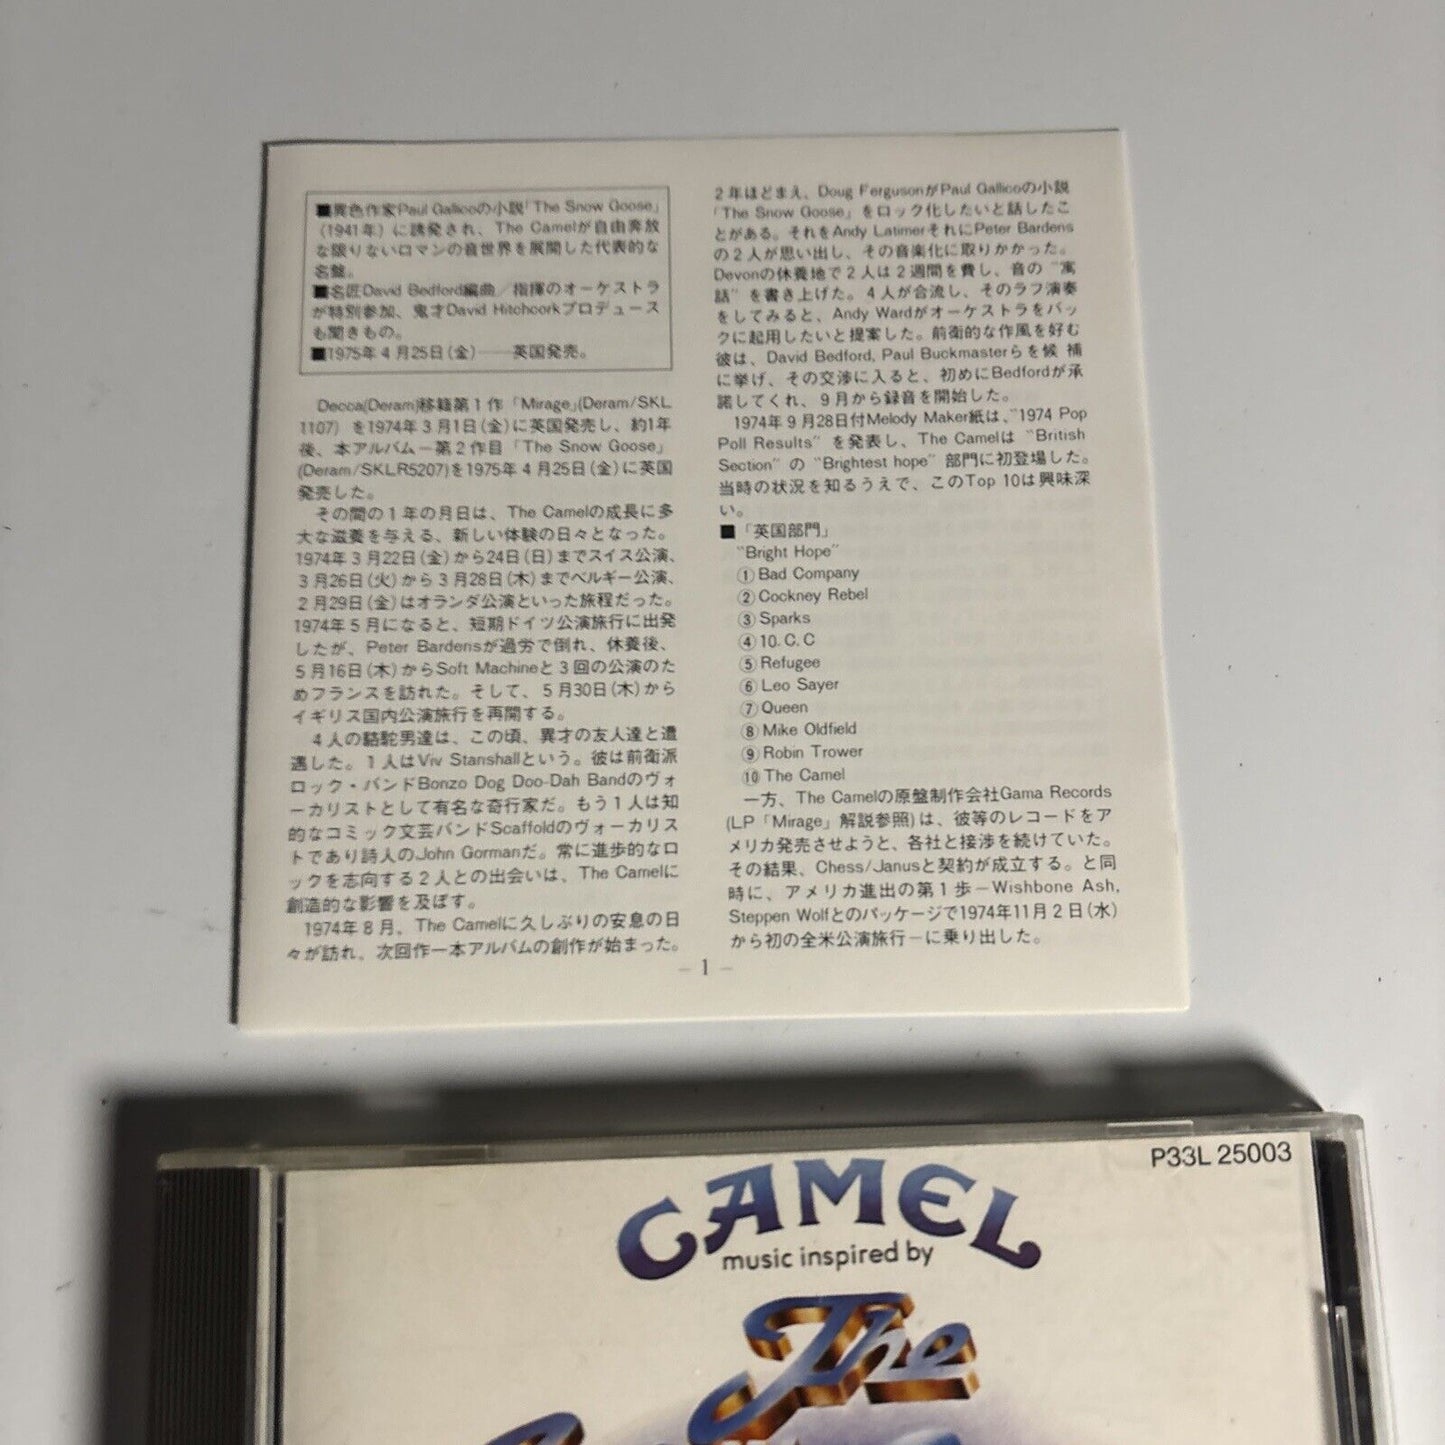 ■異色作家Paul Gallicoの小説「The Snow Goose」
(1941年)に誘発され、The Camelが自由奔放
な限りないロマンの音世界を展開した代表的な
名盤。
■名匠David Bedford編曲／指揮のオーケストラ
が特別参加、鬼才David Hitchcorkプロデュース
も聞きもの。
■1975年4月25日(金)──英国発売。
Decca(Deram)移籍第1作「Mirage」(Deram/SKL
1107) を1974年3月1日(金)に英国発売し、約1年
後、本アルバム－第2作目「The Snow Goose」
(Deram/SKLR5207)を1975年4月25日(金)に英国
発売した。
その間の1年の月日は、The Camelの成長に多
大な滋養を与える、新しい体験の日々となった。
1974年3月22日(金)から24日(日)までスイス公演、
3月26日(火)から3月28日(木)までベルギー公演、
2月29日(金)はオランダ公演といった旅程だった。
1974年5月になると、短期ドイツ公演旅行に出発
したが、Peter Bardensが過労で倒れ、休養後、
5月16日(木)からSoft Machineと3回の公演のた
めフランスを訪れた。そして、5月30日(木)から
イギリス国内公演旅行を再開する。
4人の駱駝男達は、この頃、異才の友人達と遭
遇した。1人はViv Stanshallという。彼は前衛派
ロック・バンドBonzo Dog Doo-Dah Bandのヴォ
ーカリストとして有名な奇行家だ。もう1人は知
的なコミック文芸バンドScaffoldのヴォーカリス
トであり詩人のJohn Gormanだ。常に進歩的なロ
ックを志向する2人との出会いは、The Camelに
創造的な影響を及ぼす。
1974年8月、The Camelに久しぶりの安息の日
々が訪れ、次回作－本アルバムの創作が始まった。
2年ほどまえ、Doug FergusonがPaul Gallicoの小説
「The Snow Goose」をロック化したいと話したこ
とがある。それをAndy LatimerそれにPeter Bardens
の2人が思い出し、その音楽化に取りかかった。
Devonの休養地で2人は2週間を費し、音の“寓
話”を書き上げた。4人が合流し、そのラフ演奏
をしてみると、Andy Wardがオーケストラをバッ
クに起用したいと提案した。前衛的な作風を好む
彼は、David Bedford, Paul Buckmasterらを候 補
に挙げ、その交渉に入ると、初めにBedfordが承
諾してくれ、9月から録音を開始した。
1974年9月28日付Melody Maker紙は、“1974 Pop
Poll Results” を発表し、The Camelは “British
Section” の “Brightest hope” 部門に初登場した。
当時の状況を知るうえで、このTop 10は興味深
い。
■「英国部門」
“Bright Hope”
①Bad Company
②Cockney Rebel
③Sparks
④10. C. C
⑤Refugee
⑥Leo Sayer
⑦Queen
⑧Mike Oldfield
⑨Robin Trower
⑩The Camel
一方、The Camelの原盤制作会社Gama Records
(LP「Mirage」解説参照)は、彼等のレコードをア
メリカ発売させようと、各社と接渉を続けていた。
その結果、Chess/Janusと契約が成立する。と同
時に、アメリカ進出の第1歩－Wishbone Ash,
Steppen Wolfとのパッケージで1974年11月2日(水)
から初の全米公演旅行－に乗り出した。
－1－
P33L 25003
CAMEL
music inspired by
The